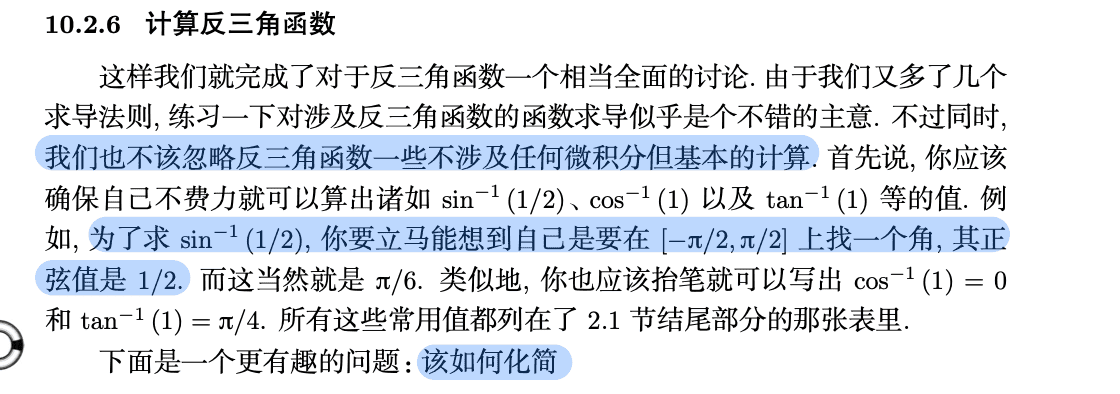 10.2.6 计算反三角函数
这样我们就完成了对于反三角函数一个相当全面的讨论. 由于我们又多了几个
求导法则, 练习一下对涉及反三角函数的函数求导似乎是个不错的主意. 不过同时,
我们也不该忽略反三角函数一些不涉及任何微积分但基本的计算. 首先说, 你应该
确保自己不费力就可以算出诸如 sin⁻¹ (1/2)、cos⁻¹ (1) 以及 tan⁻¹ (1) 等的值. 例
如, 为了求 sin⁻¹ (1/2), 你要立马能想到自己是要在 [−π/2, π/2] 上找一个角, 其正
弦值是 1/2. 而这当然就是 π/6. 类似地, 你也应该抬笔就可以写出 cos⁻¹ (1) = 0
和 tan⁻¹ (1) = π/4. 所有这些常用值都列在了 2.1 节结尾部分的那张表里.
下面是一个更有趣的问题: 该如何化简